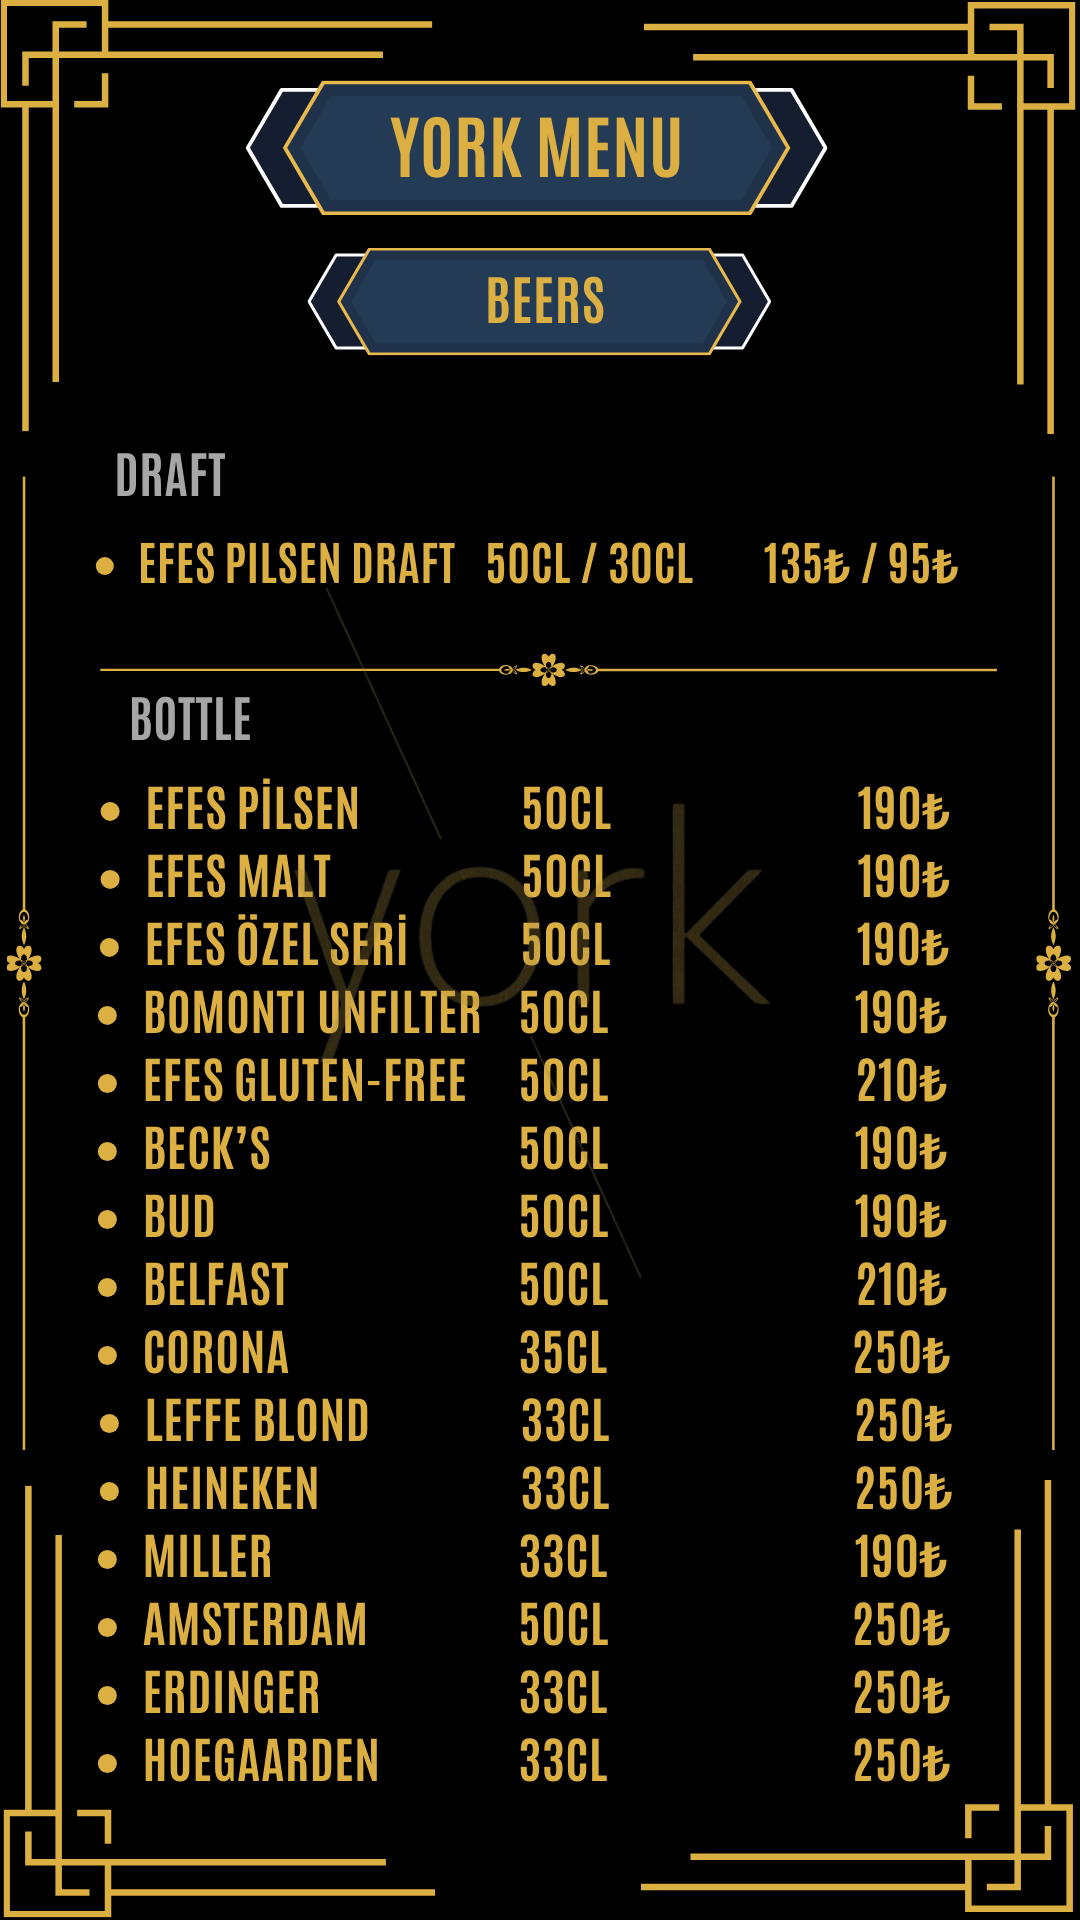 YORK MENU
BEERS
DRAFT
EFES PILSEN DRAFT 50CL / 30CL 135₺ / 95₺
BOTTLE
EFES PİLSEN 50CL 190₺
EFES MALT 50CL 190₺
EFES ÖZEL SERİ 50CL 190₺
BOMONTI UNFILTER 50CL 190₺
EFES GLUTEN-FREE 50CL 210₺
BECK’S 50CL 190₺
BUD 50CL 190₺
BELFAST 50CL 210₺
CORONA 35CL 250₺
LEFFE BLOND 33CL 250₺
HEINEKEN 33CL 250₺
MILLER 33CL 190₺
AMSTERDAM 50CL 250₺
ERDINGER 33CL 250₺
HOEGAARDEN 33CL 250₺
york